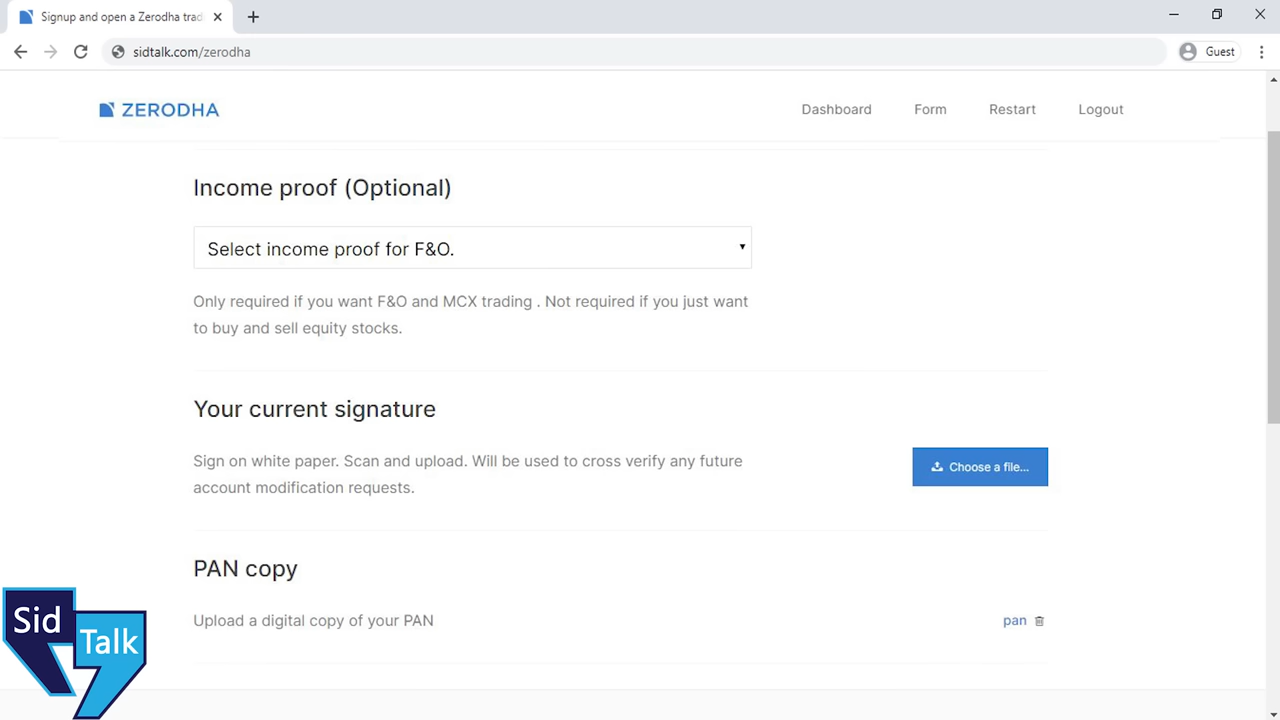 Signup and open a Zerodha trad
sidtalk.com/zerodha
Guest
ZERODHA
Dashboard Form Restart Logout
Income proof (Optional)
Select income proof for F&O.
Only required if you want F&O and MCX trading . Not required if you just want
to buy and sell equity stocks.
Your current signature
Sign on white paper. Scan and upload. Will be used to cross verify any future
account modification requests.
Choose a file...
PAN copy
Upload a digital copy of your PAN
pan
Sid
Talk